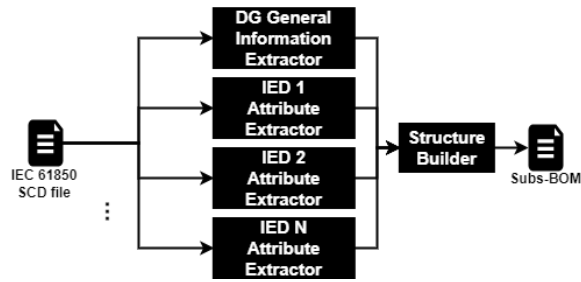 DG General
Information
Extractor
IED 1
Attribute
Extractor
IEC 61850
SCD file
IED 2
Attribute
Extractor
Structure
Builder
Subs-BOM
IED N
Attribute
Extractor